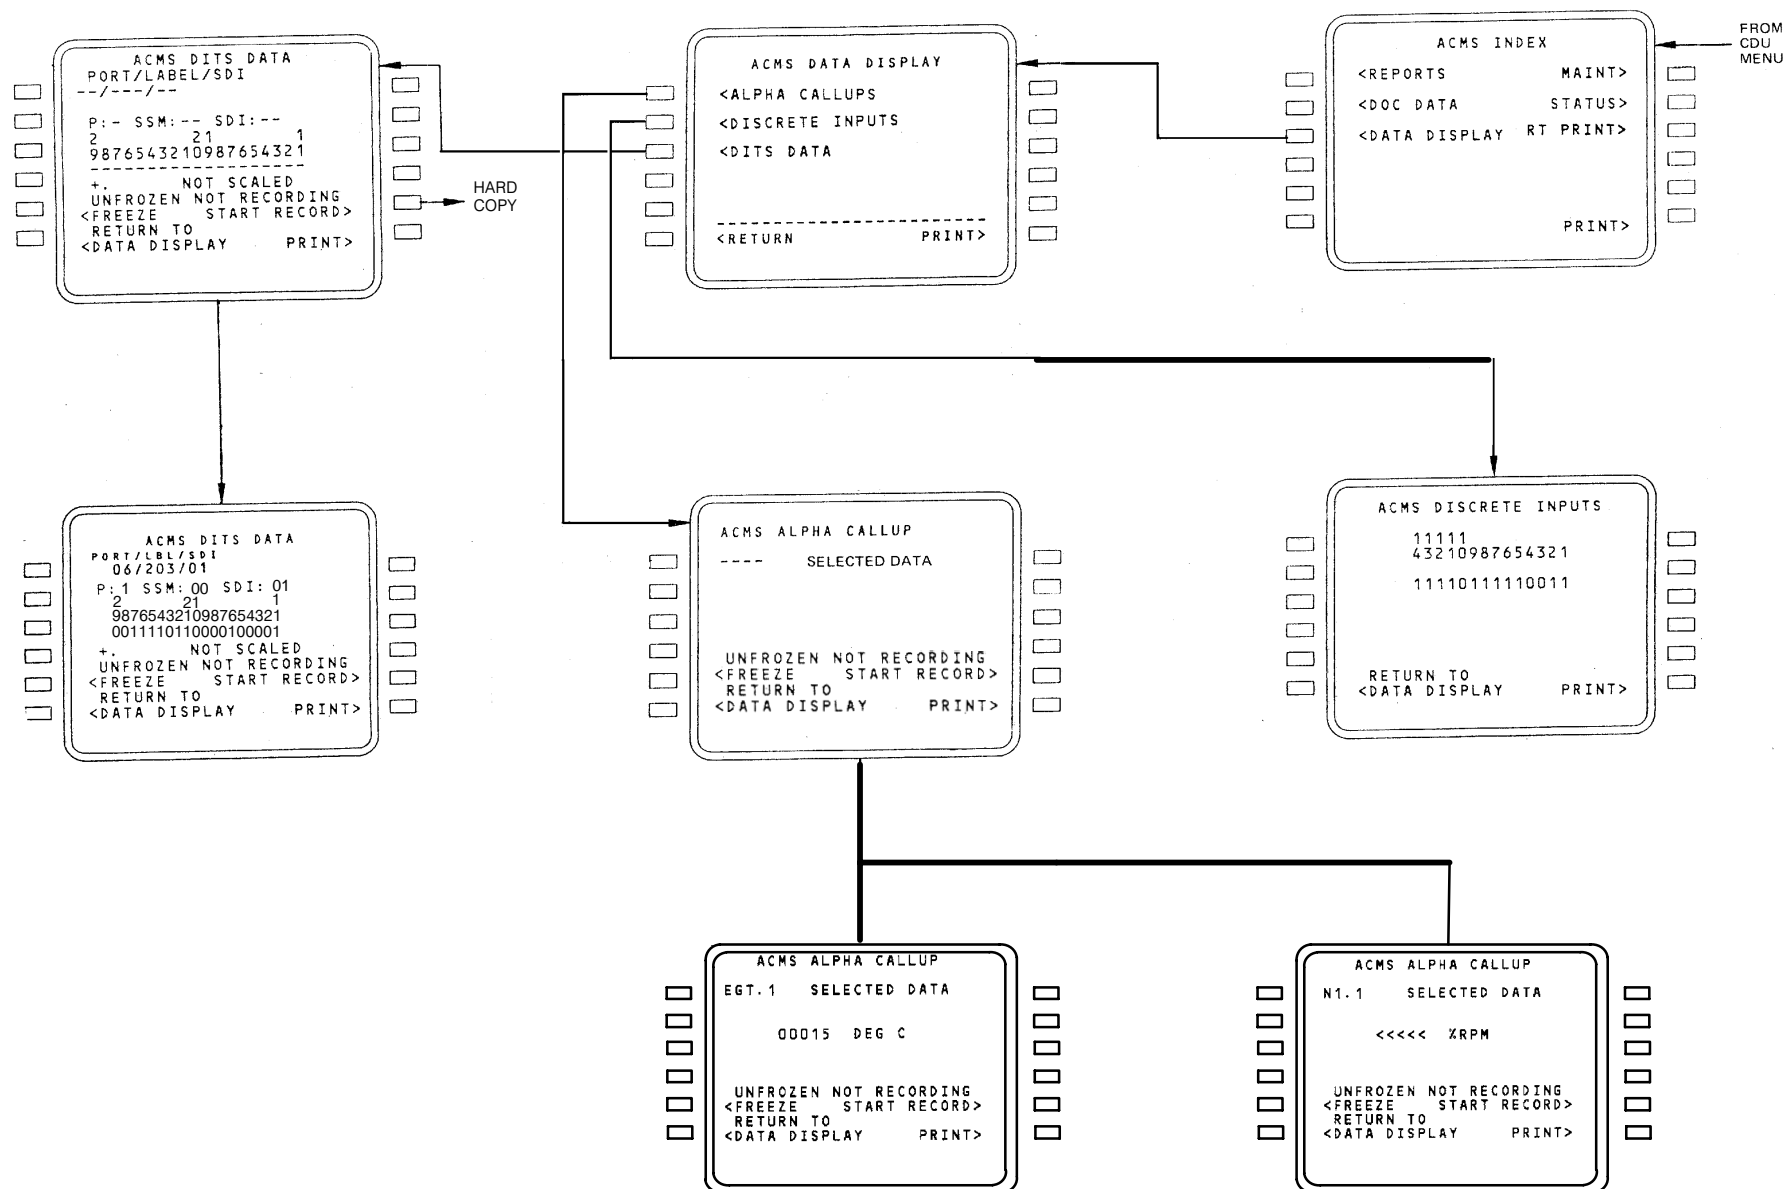 ACMS DITS DATA
PORT/LABEL/SDI
--/---/--
P:- SSM:-- SDI:--
2 21 1
9876543210987654321
-------------------
+. NOT SCALED
UNFROZEN NOT RECORDING
<FREEZE START RECORD>
RETURN TO
<DATA DISPLAY PRINT>
HARD
COPY
ACMS DATA DISPLAY
<ALPHA CALLUPS
<DISCRETE INPUTS
<DITS DATA
------------------------
<RETURN PRINT>
ACMS INDEX
<REPORTS MAINT>
<DOC DATA STATUS>
<DATA DISPLAY RT PRINT>
PRINT>
FROM
CDU
MENU
ACMS DITS DATA
PORT/LBL/SDI
06/203/01
P: 1 SSM: 00 SDI: 01
2 21 1
9876543210987654321
0011110110000100001
+. NOT SCALED
UNFROZEN NOT RECORDING
<FREEZE START RECORD>
RETURN TO
<DATA DISPLAY PRINT>
ACMS ALPHA CALLUP
---- SELECTED DATA
UNFROZEN NOT RECORDING
<FREEZE START RECORD>
RETURN TO
<DATA DISPLAY PRINT>
ACMS DISCRETE INPUTS
11111
43210987654321
11110111110011
RETURN TO
<DATA DISPLAY PRINT>
ACMS ALPHA CALLUP
EGT.1 SELECTED DATA
00015 DEG C
UNFROZEN NOT RECORDING
<FREEZE START RECORD>
RETURN TO
<DATA DISPLAY PRINT>
ACMS ALPHA CALLUP
N1.1 SELECTED DATA
<<<<< %RPM
UNFROZEN NOT RECORDING
<FREEZE START RECORD>
RETURN TO
<DATA DISPLAY PRINT>